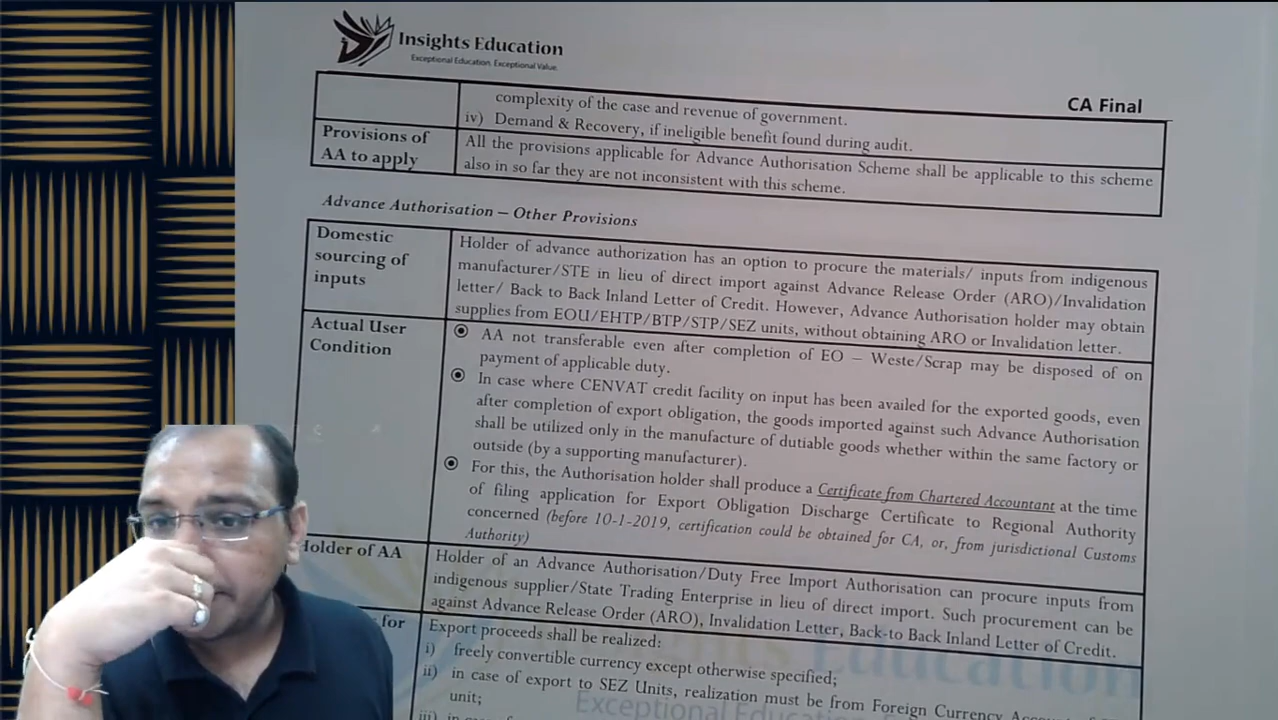 Insights Education
Exceptional Education. Exceptional Value.
CA Final
complexity of the case and revenue of government.
iv) Demand & Recovery, if ineligible benefit found during audit.
Provisions of
AA to apply
All the provisions applicable for Advance Authorisation Scheme shall be applicable to this scheme
also in so far they are not inconsistent with this scheme.
Advance Authorisation – Other Provisions
Domestic
sourcing of
inputs
Holder of advance authorization has an option to procure the materials/ inputs from indigenous
manufacturer/STE in lieu of direct import against Advance Release Order (ARO)/Invalidation
letter/ Back to Back Inland Letter of Credit. However, Advance Authorisation holder may obtain
supplies from EOU/EHTP/BTP/STP/SEZ units, without obtaining ARO or Invalidation letter.
Actual User
Condition
AA not transferable even after completion of EO – Weste/Scrap may be disposed of on
payment of applicable duty.
In case where CENVAT credit facility on input has been availed for the exported goods, even
after completion of export obligation, the goods imported against such Advance Authorisation
shall be utilized only in the manufacture of dutiable goods whether within the same factory or
outside (by a supporting manufacturer).
For this, the Authorisation holder shall produce a Certificate from Chartered Accountant at the time
of filing application for Export Obligation Discharge Certificate to Regional Authority
concerned (before 10-1-2019, certification could be obtained for CA, or, from jurisdictional Customs
Authority)
Holder of AA
Holder of an Advance Authorisation/Duty Free Import Authorisation can procure inputs from
indigenous supplier/State Trading Enterprise in lieu of direct import. Such procurement can be
against Advance Release Order (ARO), Invalidation Letter, Back-to Back Inland Letter of Credit.
for
Export proceeds shall be realized:
i) freely convertible currency except otherwise specified;
ii) in case of export to SEZ Units, realization must be from Foreign Currency Account of
unit;
iii) in